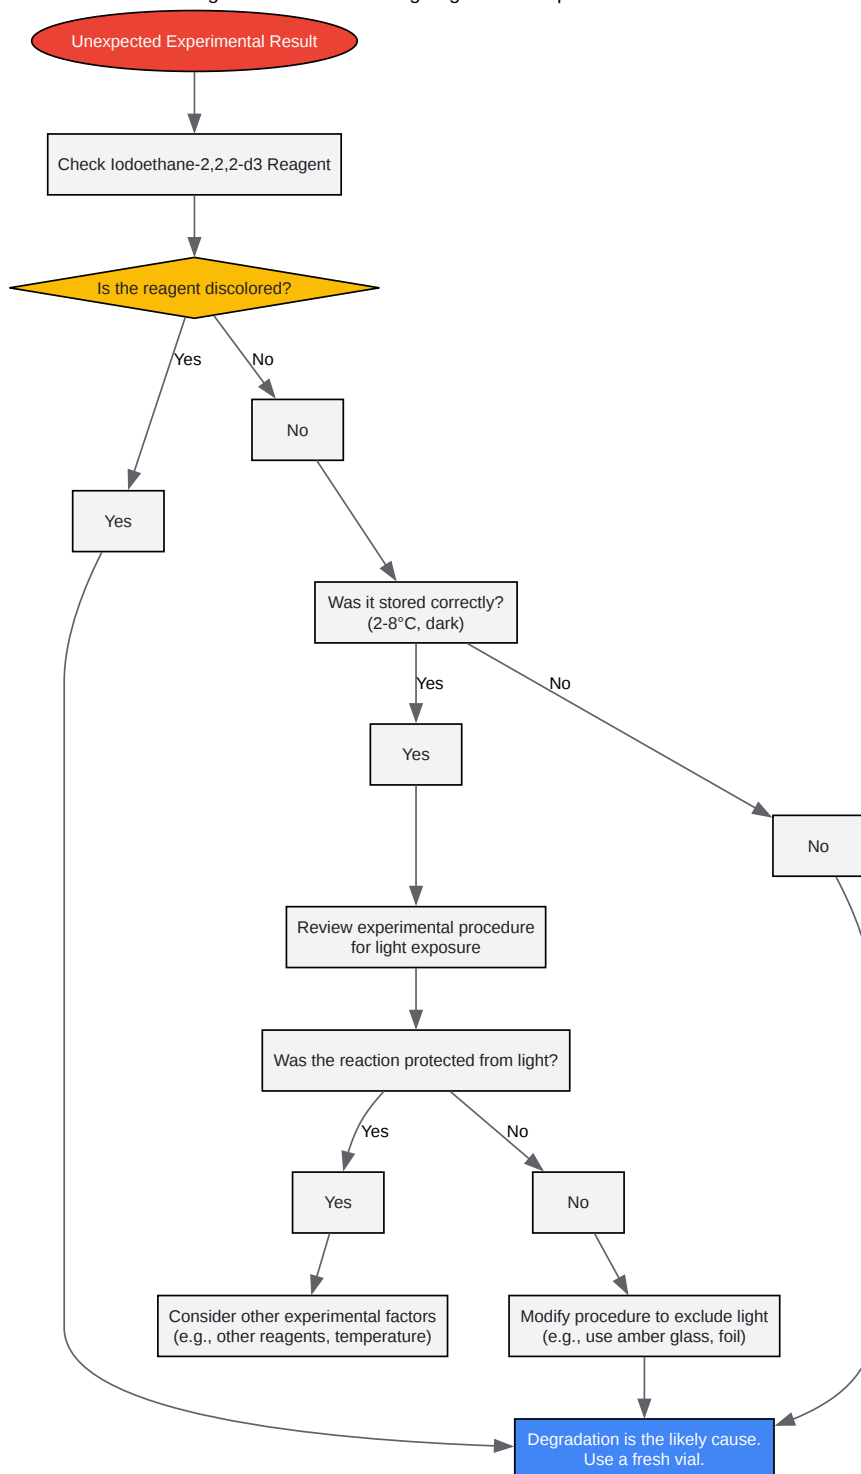 Unexpected Experimental Result
Check Iodoethane-2,2,2-d3 Reagent
Is the reagent discolored?
Yes
No
No
Yes
Was it stored correctly?
(2-8°C, dark)
Yes
No
Yes
No
Review experimental procedure
for light exposure
Was the reaction protected from light?
Yes
No
Yes
No
Consider other experimental factors
(e.g., other reagents, temperature)
Modify procedure to exclude light
(e.g., use amber glass, foil)
Degradation is the likely cause.
Use a fresh vial.